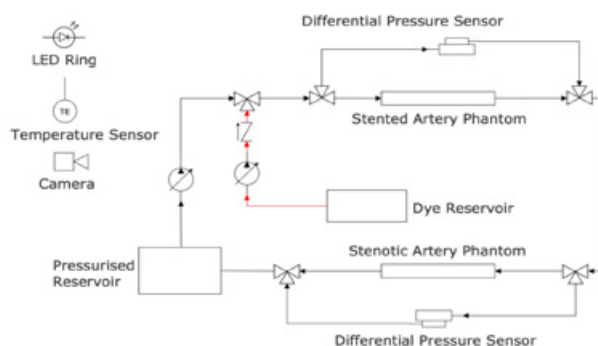 Differential Pressure Sensor
LED Ring
TE
Temperature Sensor
Camera
Stented Artery Phantom
Dye Reservoir
Pressurised
Reservoir
Stenotic Artery Phantom
Differential Pressure Sensor